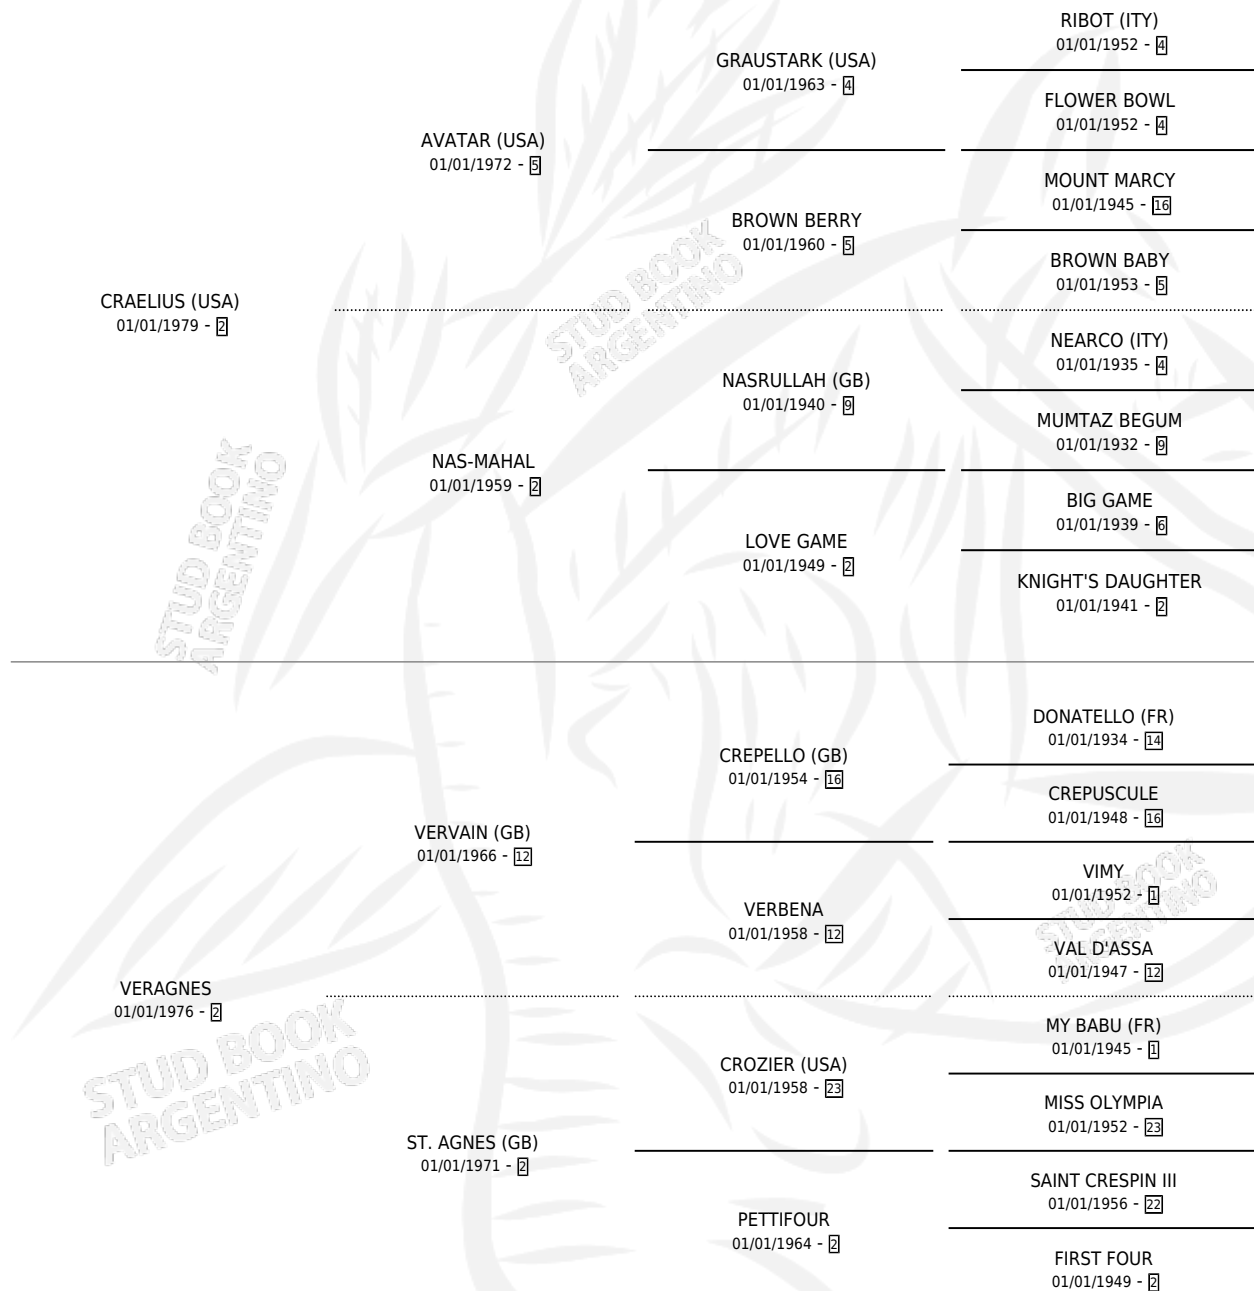 RIBOT (ITY)
01/01/1952 - 4
GRAUSTARK (USA)
01/01/1963 - 4
FLOWER BOWL
01/01/1952 - 4
AVATAR (USA)
01/01/1972 - 5
MOUNT MARCY
01/01/1945 - 16
BROWN BERRY
01/01/1960 - 5
BROWN BABY
01/01/1953 - 5
CRAELIUS (USA)
01/01/1979 - 2
STUD BOOK
ARGENTINO
NEARCO (ITY)
01/01/1935 - 4
NASRULLAH (GB)
01/01/1940 - 9
MUMTAZ BEGUM
01/01/1932 - 9
NAS-MAHAL
01/01/1959 - 2
BIG GAME
01/01/1939 - 6
LOVE GAME
01/01/1949 - 2
KNIGHT'S DAUGHTER
01/01/1941 - 2
STUD BOOK
ARGENTINO
DONATELLO (FR)
01/01/1934 - 14
CREPELLO (GB)
01/01/1954 - 16
CREPUSCULE
01/01/1948 - 16
VERVAIN (GB)
01/01/1966 - 12
VIMY
01/01/1952 - 1
VERBENA
01/01/1958 - 12
VAL D'ASSA
01/01/1947 - 12
STUD BOOK
ARGENTINO
VERAGNES
01/01/1976 - 2
MY BABU (FR)
01/01/1945 - 1
CROZIER (USA)
01/01/1958 - 23
MISS OLYMPIA
01/01/1952 - 23
STUD BOOK
ARGENTINO
ST. AGNES (GB)
01/01/1971 - 2
SAINT CRESPIN III
01/01/1956 - 22
PETTIFOUR
01/01/1964 - 2
FIRST FOUR
01/01/1949 - 2